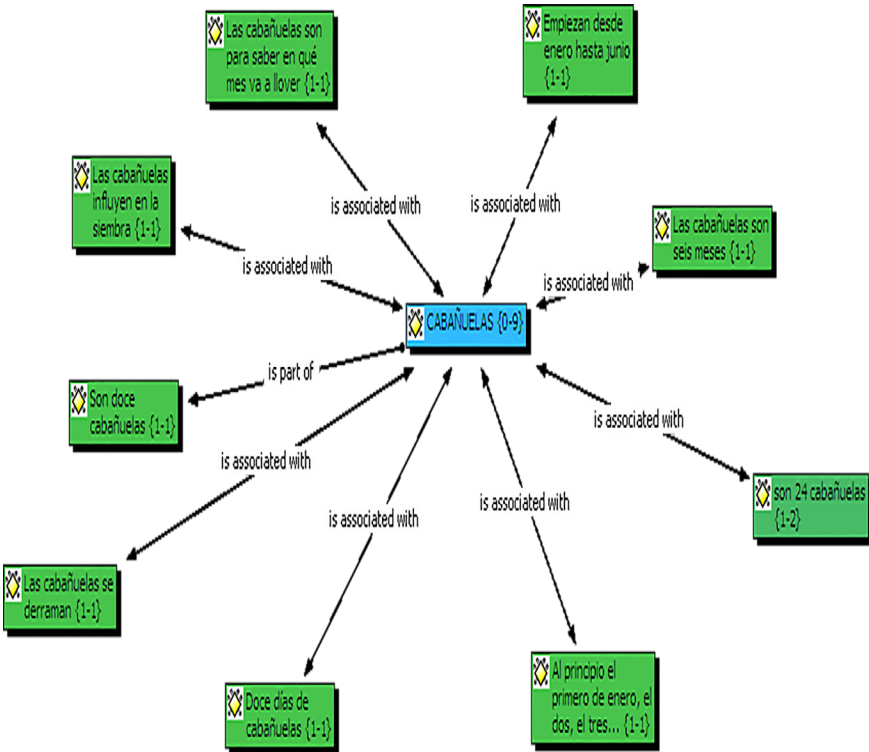 Las cabañuelas son
para saber en qué
mes va a llover {1-1}
Empiezan desde
enero hasta junio
{1-1}
Las cabañuelas
influyen en la
siembra {1-1}
is associated with
is associated with
Las cabañuelas son
seis meses {1-1}
is associated with
is associated with
CABAÑUELAS {0-9}
is part of
Son doce
cabañuelas {1-1}
is associated with
is associated with
son 24 cabañuelas
{1-2}
is associated with
is associated with
Las cabañuelas se
derraman {1-1}
Doce días de
cabañuelas {1-1}
Al principio el
primero de enero, el
dos, el tres... {1-1}